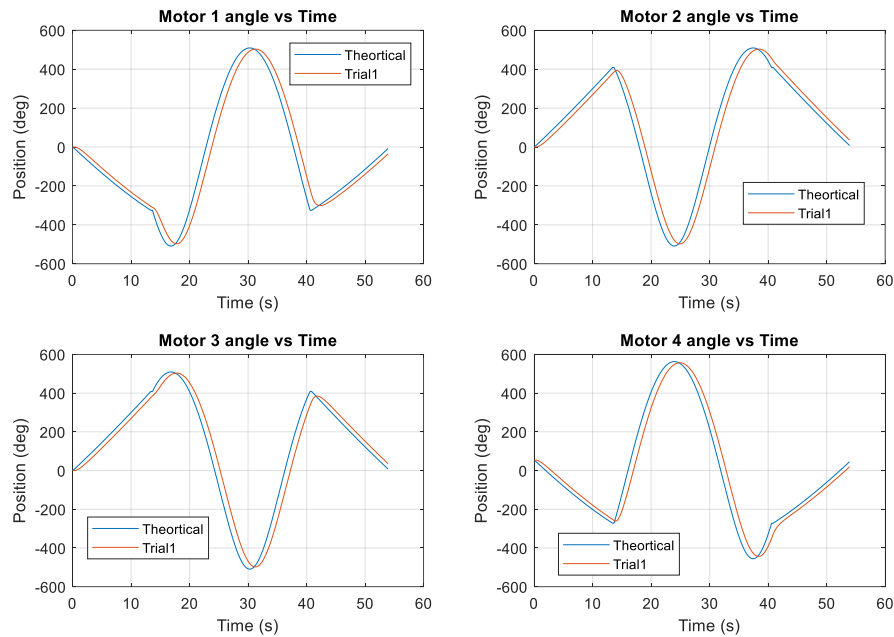 Motor 1 angle vs Time
600
400
200
0
-200
-400
-600
Position (deg)
Theortical
Trial1
0 10 20 30 40 50 60
Time (s)
Motor 2 angle vs Time
600
400
200
0
-200
-400
-600
Position (deg)
Theortical
Trial1
0 10 20 30 40 50 60
Time (s)
Motor 3 angle vs Time
600
400
200
0
-200
-400
-600
Position (deg)
Theortical
Trial1
0 10 20 30 40 50 60
Time (s)
Motor 4 angle vs Time
600
400
200
0
-200
-400
-600
Position (deg)
Theortical
Trial1
0 10 20 30 40 50 60
Time (s)